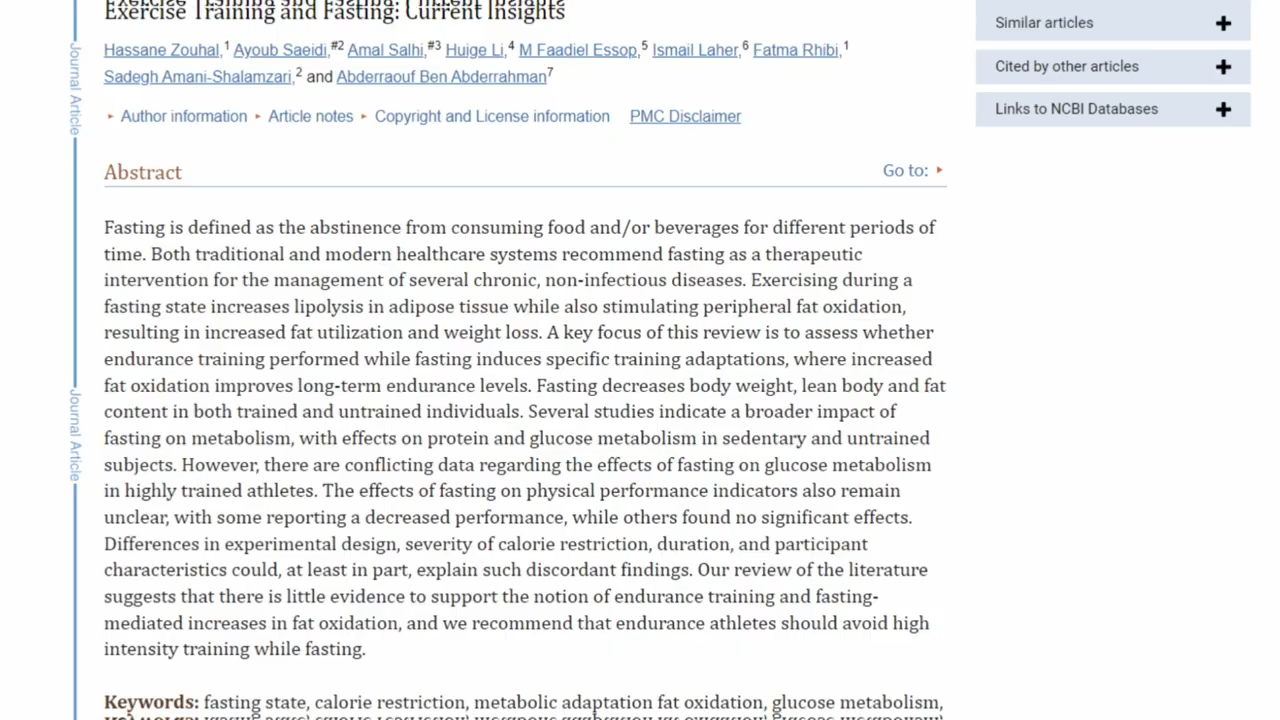 Exercise Training and Fasting: Current Insights
Similar articles
Hassane Zouhal,1 Ayoub Saeidi,#2 Amal Salhi,#3 Huige Li,4 M Faadiel Essop,5 Ismail Laher,6 Fatma Rhibi,1
Sadegh Amani-Shalamzari,2 and Abderraouf Ben Abderrahman7
Cited by other articles
Links to NCBI Databases
Author information Article notes Copyright and License information PMC Disclaimer
Journal Article
Abstract
Go to:
Fasting is defined as the abstinence from consuming food and/or beverages for different periods of
time. Both traditional and modern healthcare systems recommend fasting as a therapeutic
intervention for the management of several chronic, non-infectious diseases. Exercising during a
fasting state increases lipolysis in adipose tissue while also stimulating peripheral fat oxidation,
resulting in increased fat utilization and weight loss. A key focus of this review is to assess whether
endurance training performed while fasting induces specific training adaptations, where increased
fat oxidation improves long-term endurance levels. Fasting decreases body weight, lean body and fat
content in both trained and untrained individuals. Several studies indicate a broader impact of
fasting on metabolism, with effects on protein and glucose metabolism in sedentary and untrained
subjects. However, there are conflicting data regarding the effects of fasting on glucose metabolism
in highly trained athletes. The effects of fasting on physical performance indicators also remain
unclear, with some reporting a decreased performance, while others found no significant effects.
Differences in experimental design, severity of calorie restriction, duration, and participant
characteristics could, at least in part, explain such discordant findings. Our review of the literature
suggests that there is little evidence to support the notion of endurance training and fasting-
mediated increases in fat oxidation, and we recommend that endurance athletes should avoid high
intensity training while fasting.
Journal Article
Keywords: fasting state, calorie restriction, metabolic adaptation fat oxidation, glucose metabolism,